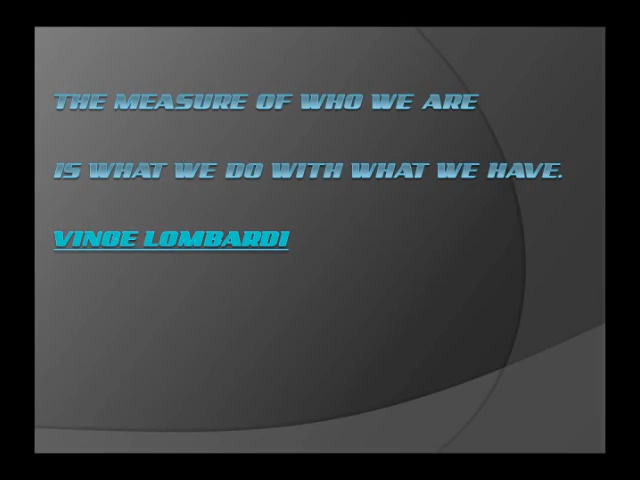 THE MEASURE OF WHO WE ARE
IS WHAT WE DO WITH WHAT WE HAVE.
VINCE LOMBARDI